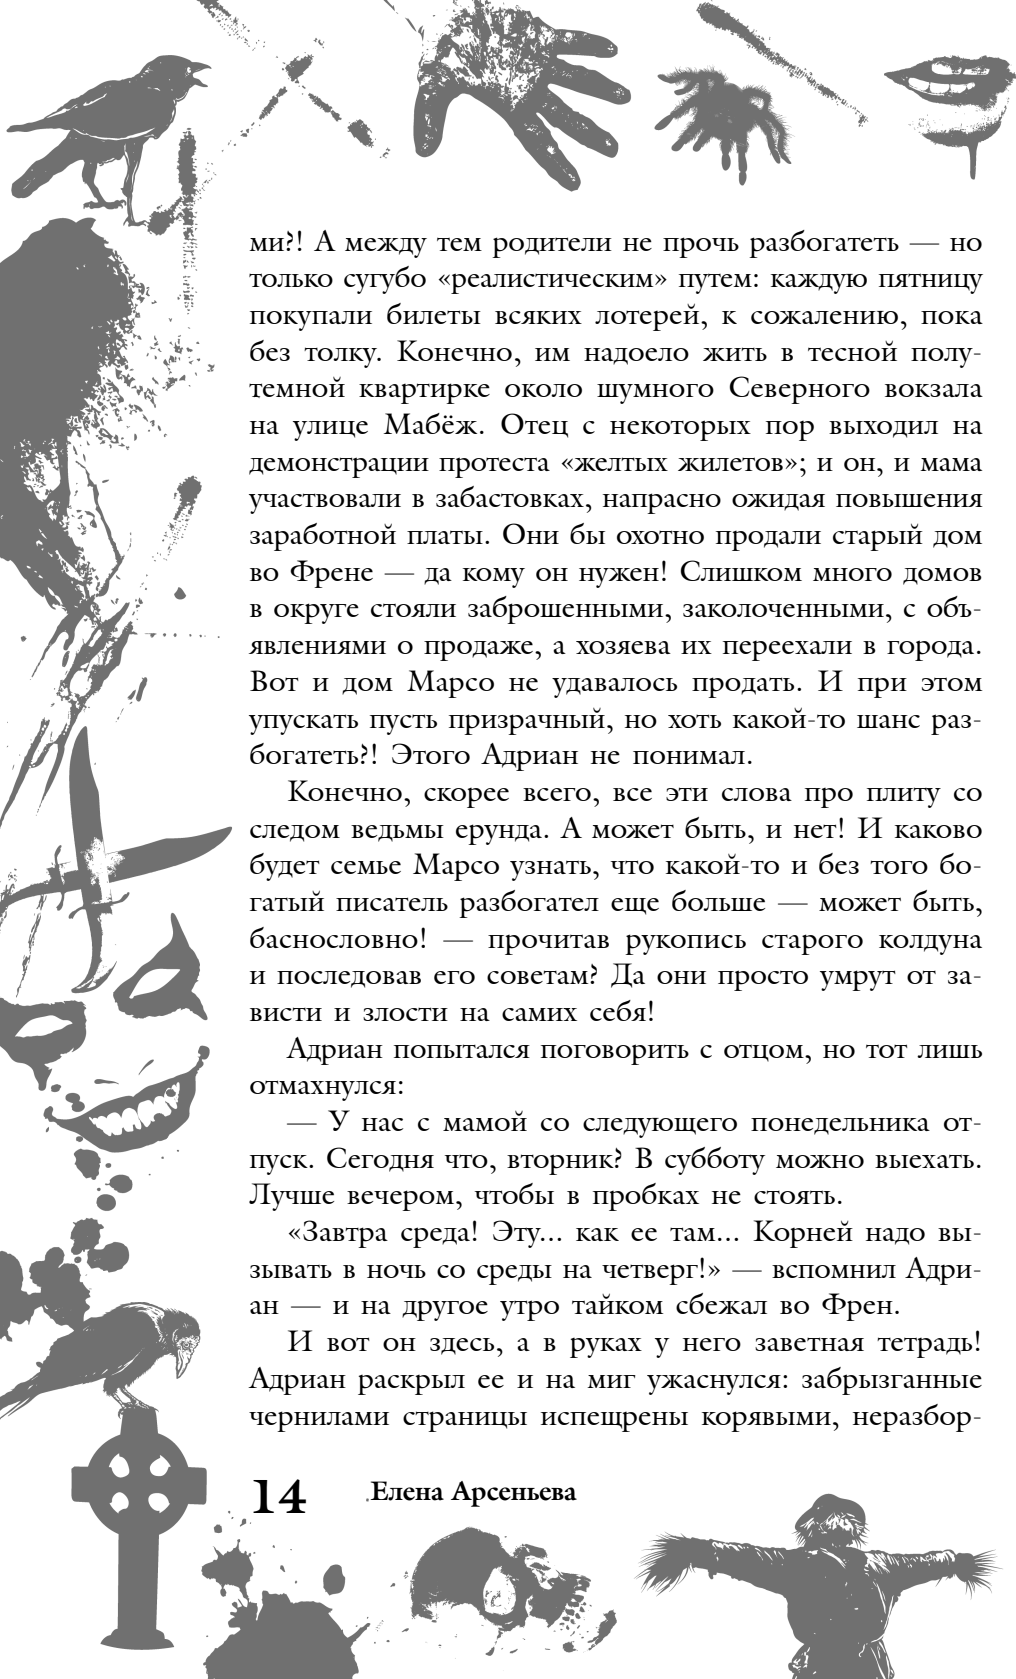 ми?! А между тем родители не прочь разбогатеть — но
только сугубо «реалистическим» путем: каждую пятницу
покупали билеты всяких лотерей, к сожалению, пока
без толку. Конечно, им надоело жить в тесной полу-
темной квартирке около шумного Северного вокзала
на улице Мабёж. Отец с некоторых пор выходил на
демонстрации протеста «желтых жилетов»; и он, и мама
участвовали в забастовках, напрасно ожидая повышения
заработной платы. Они бы охотно продали старый дом
во Френе — да кому он нужен! Слишком много домов
в округе стояли заброшенными, заколоченными, с объ-
явлениями о продаже, а хозяева их переехали в города.
Вот и дом Марсо не удавалось продать. И при этом
упускать пусть призрачный, но хоть какой-то шанс раз-
богатеть?! Этого Адриан не понимал.
Конечно, скорее всего, все эти слова про плиту со
следом ведьмы ерунда. А может быть, и нет! И каково
будет семье Марсо узнать, что какой-то и без того бо-
гатый писатель разбогател еще больше — может быть,
баснословно! — прочитав рукопись старого колдуна
и последовав его советам? Да они просто умрут от за-
висти и злости на самих себя!
Адриан попытался поговорить с отцом, но тот лишь
отмахнулся:
— У нас с мамой со следующего понедельника от-
пуск. Сегодня что, вторник? В субботу можно выехать.
Лучше вечером, чтобы в пробках не стоять.
«Завтра среда! Эту... как ее там... Корней надо вы-
зывать в ночь со среды на четверг!» — вспомнил Адри-
ан — и на другое утро тайком сбежал во Френ.
И вот он здесь, а в руках у него заветная тетрадь!
Адриан раскрыл ее и на миг ужаснулся: забрызганные
чернилами страницы испещрены корявыми, неразбор-
14 Елена Арсеньева